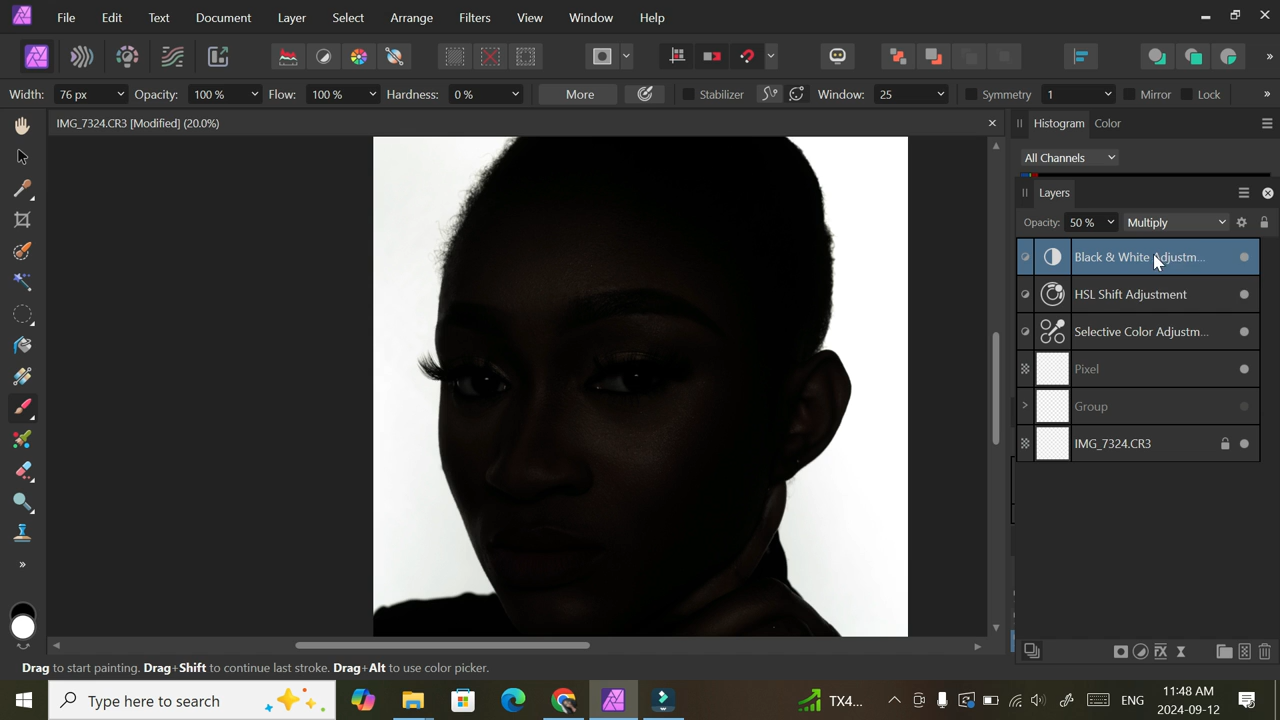 File Edit Text Document Layer Select Arrange Filters View Window Help
Width: 76 px Opacity: 100 % Flow: 100 % Hardness: 0 % More Stabilizer Window: 25 Symmetry 1 Mirror Lock
IMG_7324.CR3 [Modified] (20.0%)
Histogram Color
All Channels
Layers
Opacity: 50 % Multiply
Black & White Adjustm...
HSL Shift Adjustment
Selective Color Adjustm...
Pixel
Group
IMG_7324.CR3
Drag to start painting. Drag+Shift to continue last stroke. Drag+Alt to use color picker.
Type here to search
TX4...
ENG
1:48 AM
2024-09-12